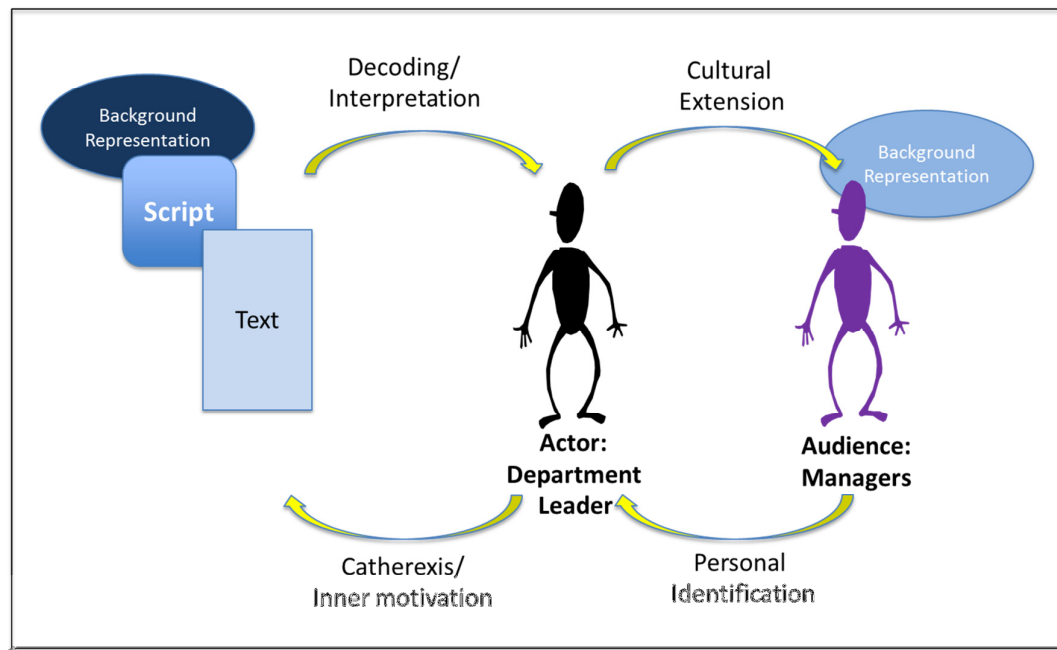 Background
Representation
Script
Text
Decoding/
Interpretation
Cultural
Extension
Background
Representation
Actor:
Department
Leader
Audience:
Managers
Catherexis/
Inner motivation
Personal
Identification